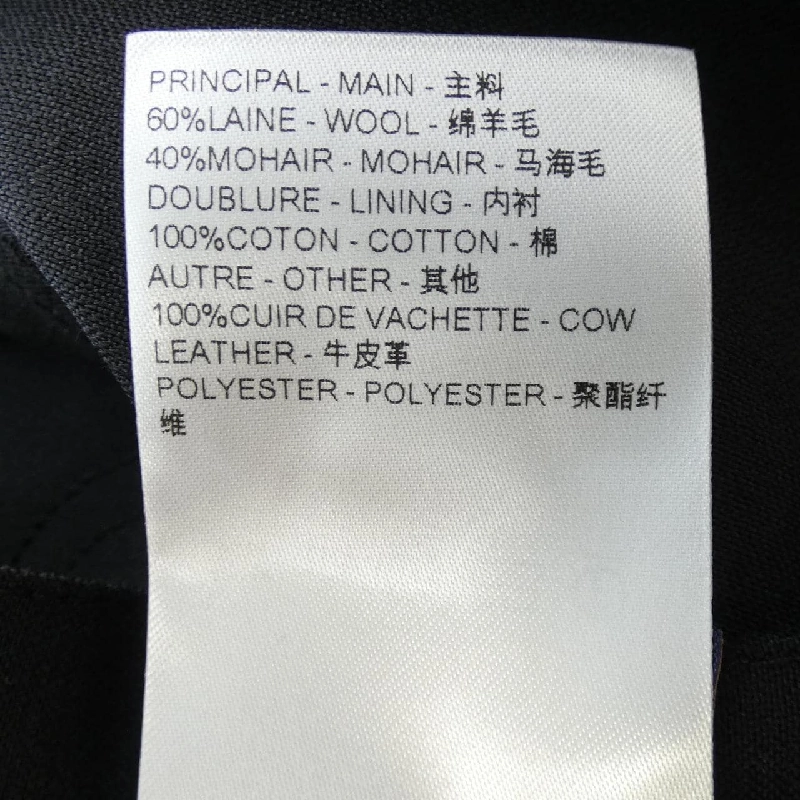 PRINCIPAL - MAIN - 主料
60%LAINE - WOOL - 绵羊毛
40%MOHAIR - MOHAIR - 马海毛
DOUBLURE - LINING - 内衬
100%COTON - COTTON - 棉
AUTRE - OTHER - 其他
100%CUIR DE VACHETTE - COW
LEATHER - 牛皮革
POLYESTER - POLYESTER - 聚酯纤
维